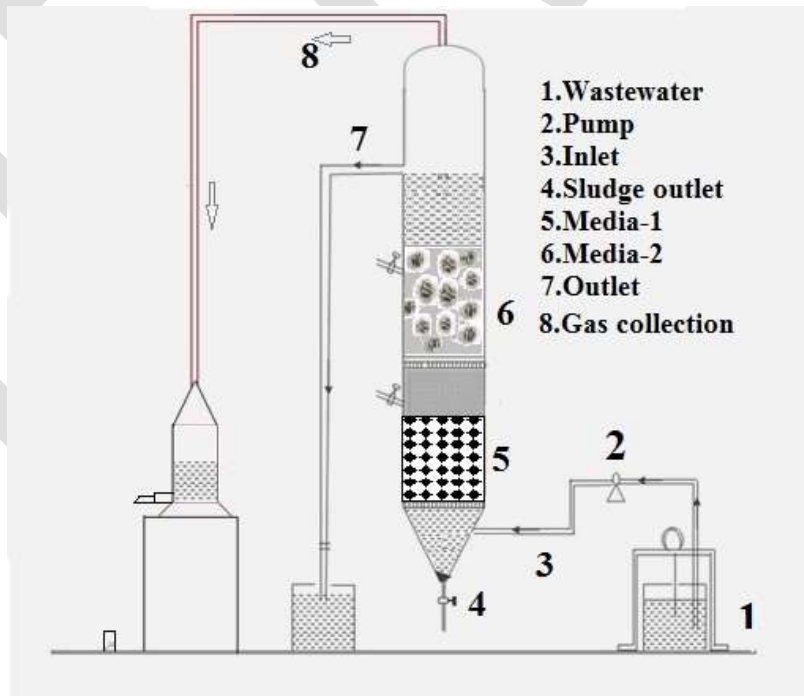 8
7
6
5
2
3
4
1
1.Wastewater
2.Pump
3.Inlet
4.Sludge outlet
5.Media-1
6.Media-2
7.Outlet
8.Gas collection